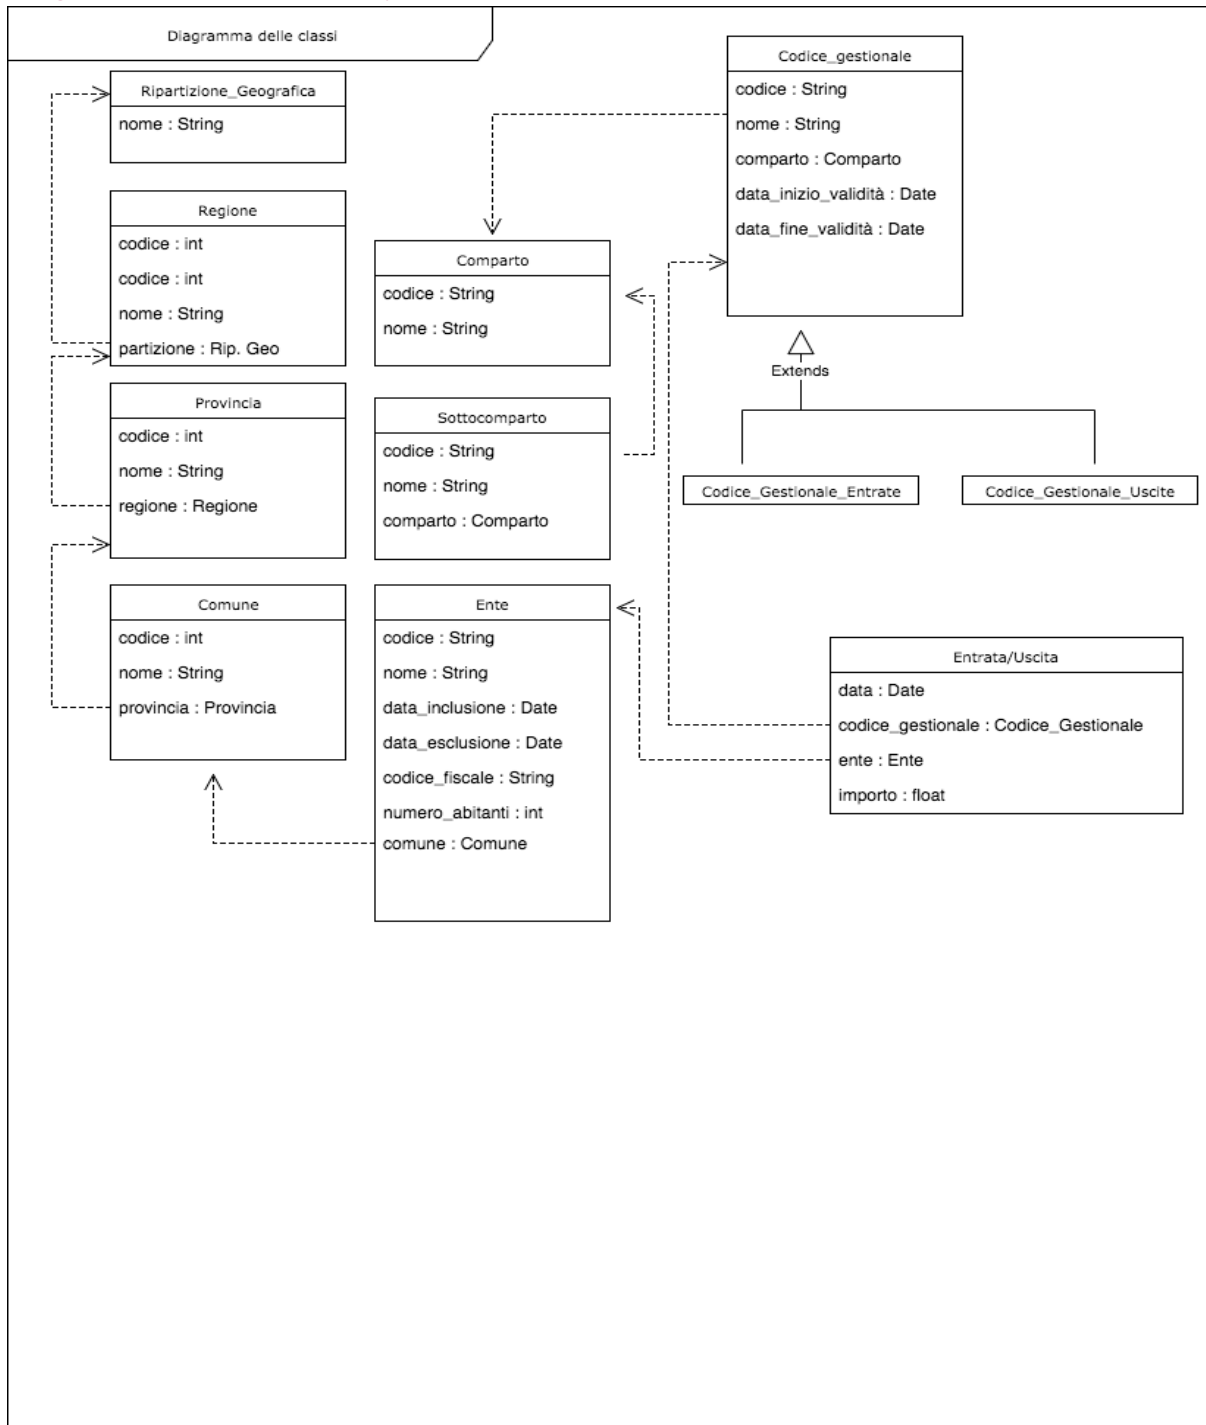 Diagramma delle classi
Ripartizione_Geografica
nome : String
Regione
codice : int
codice : int
nome : String
partizione : Rip. Geo
Provincia
codice : int
nome : String
regione : Regione
Comune
codice : int
nome : String
provincia : Provincia
Comparto
codice : String
nome : String
Sottocomparto
codice : String
nome : String
comparto : Comparto
Ente
codice : String
nome : String
data_inclusione : Date
data_esclusione : Date
codice_fiscale : String
numero_abitanti : int
comune : Comune
Codice_gestionale
codice : String
nome : String
comparto : Comparto
data_inizio_validità : Date
data_fine_validità : Date
Extends
Codice_Gestionale_Entrate
Codice_Gestionale_Uscite
Entrata/Uscita
data : Date
codice_gestionale : Codice_Gestionale
ente : Ente
importo : float